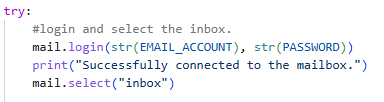 try:
    #login and select the inbox.
    mail.login(str(EMAIL_ACCOUNT), str(PASSWORD))
    print("Successfully connected to the mailbox.")
    mail.select("inbox")